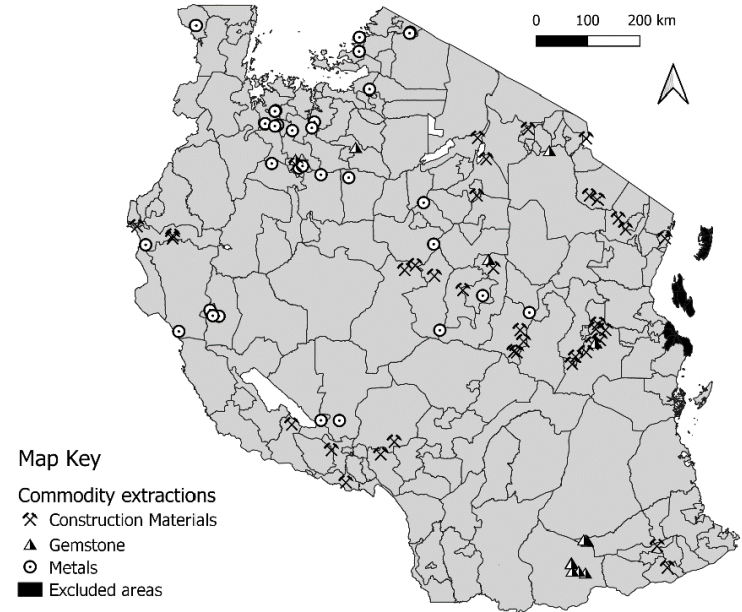 0 100 200 km
Map Key
Commodity extractions
Construction Materials
Gemstone
Metals
Excluded areas